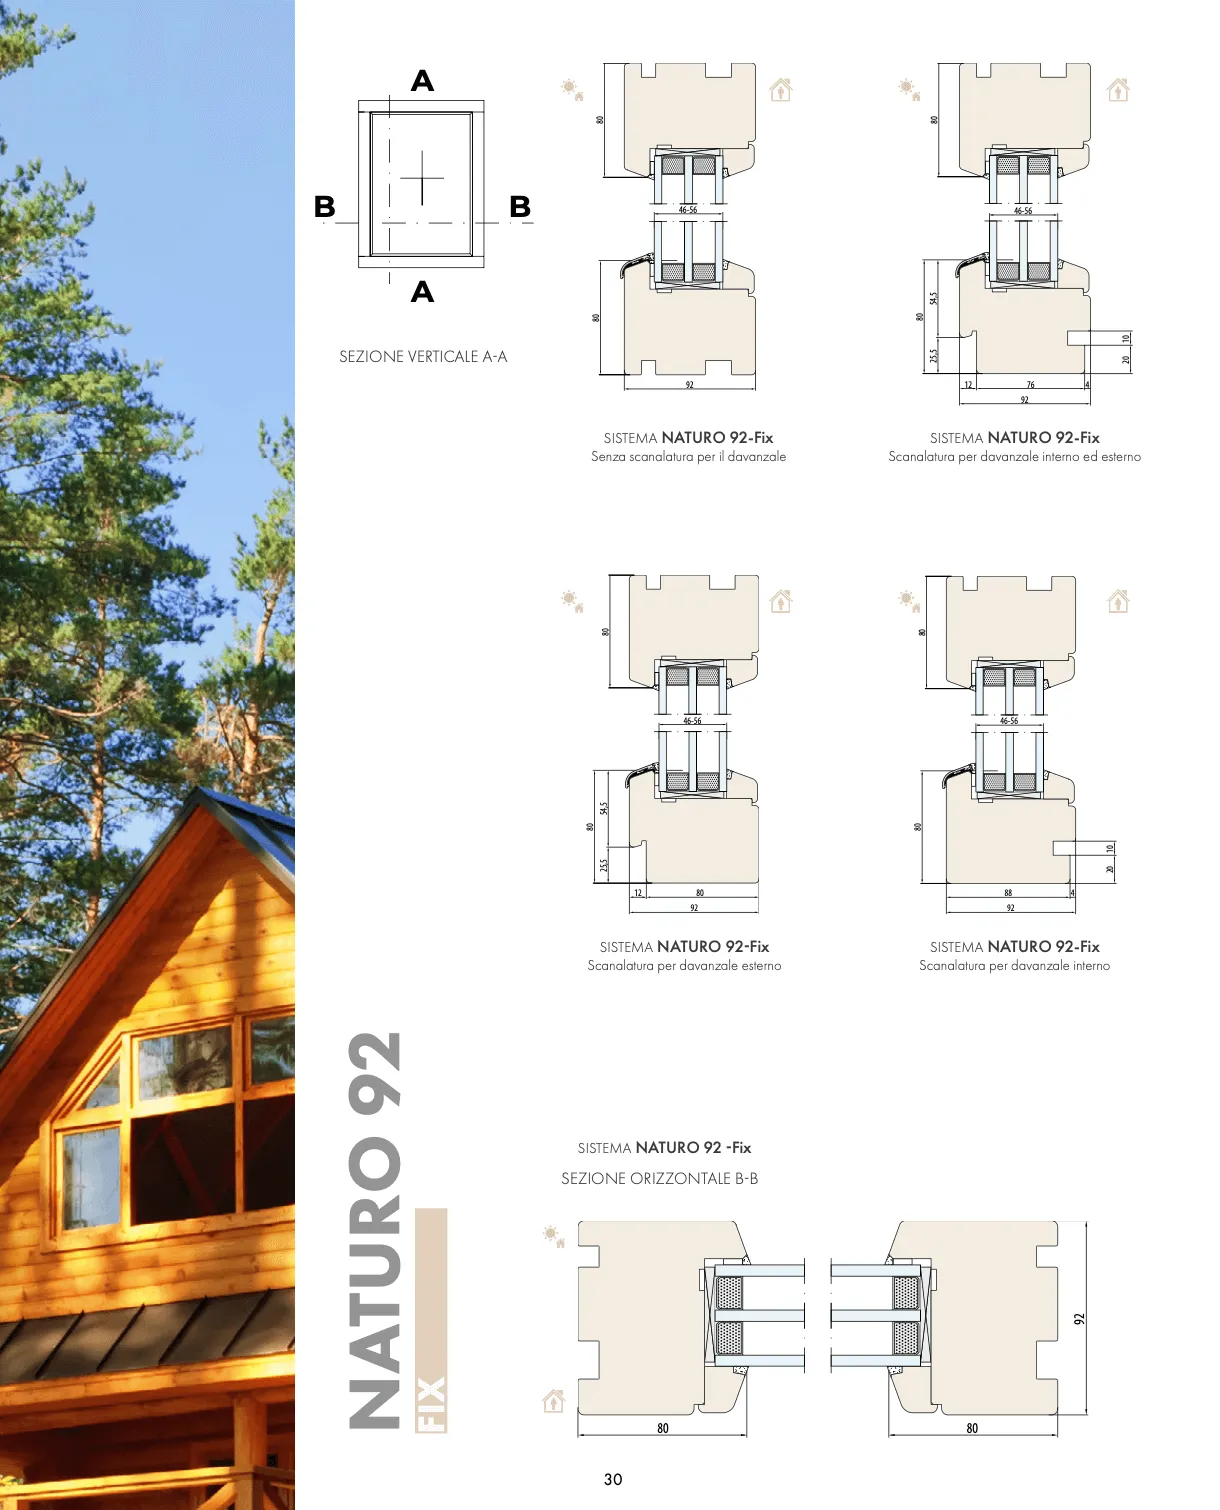 A
B
B
A
SEZIONE VERTICALE A-A
80
46-56
80
92
SISTEMA NATURO 92-Fix
Senza scanalatura per il davanzale
80
46-56
80
54,5
25,5
10
20
12
76
4
92
SISTEMA NATURO 92-Fix
Scanalatura per davanzale interno ed esterno
80
46-56
80
54,5
25,5
12
80
92
SISTEMA NATURO 92-Fix
Scanalatura per davanzale esterno
80
46-56
80
10
20
88
4
92
SISTEMA NATURO 92-Fix
Scanalatura per davanzale interno
NATURO 92
FIX
SISTEMA NATURO 92 -Fix
SEZIONE ORIZZONTALE B-B
92
80
80
30